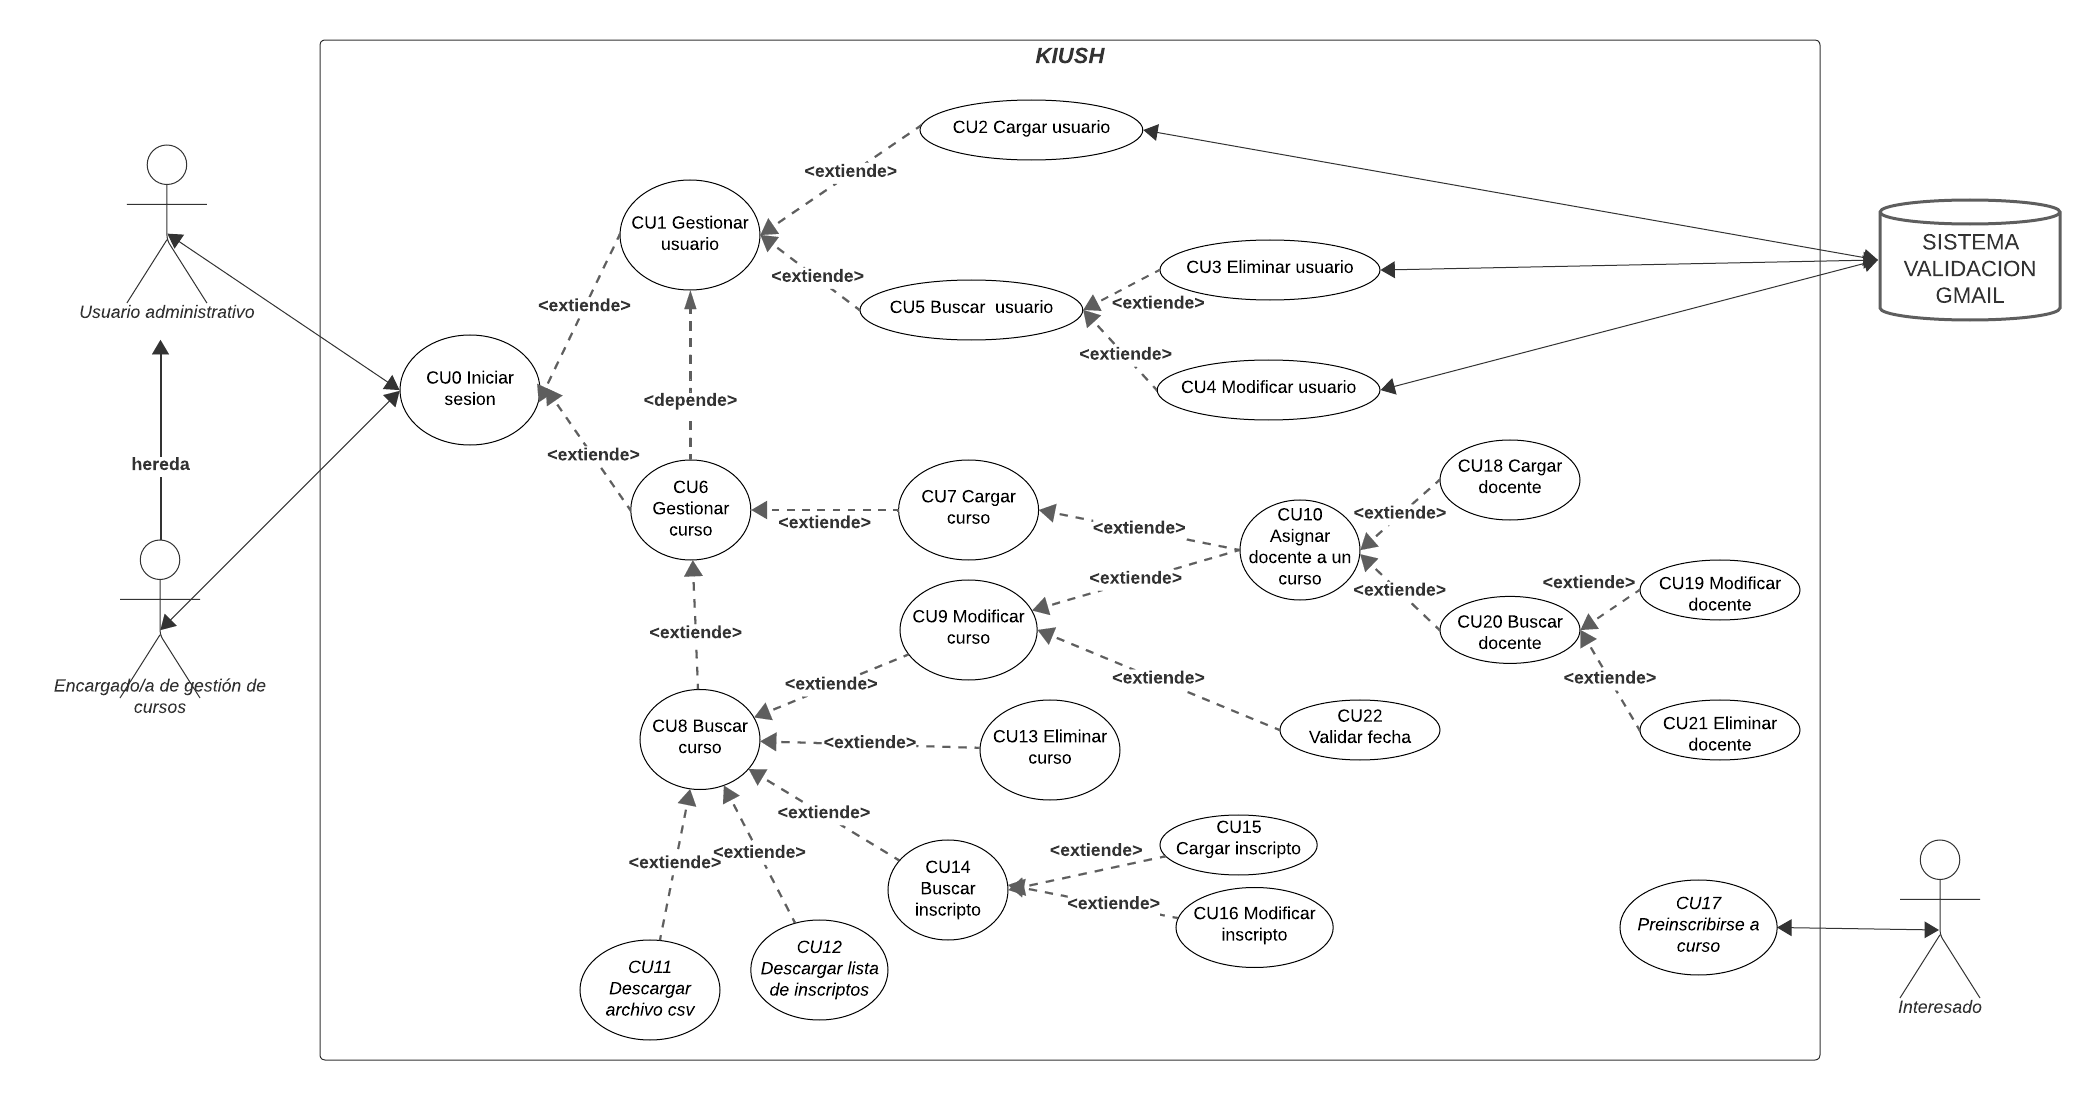 KIUSH
CU2 Cargar usuario
<extiende>
CU1 Gestionar
usuario
SISTEMA
VALIDACION
GMAIL
CU3 Eliminar usuario
<extiende>
<extiende>
CU5 Buscar  usuario
<extiende>
Usuario administrativo
<extiende>
CU0 Iniciar
sesion
CU4 Modificar usuario
<depende>
hereda
<extiende>
CU6
Gestionar
curso
CU7 Cargar
curso
<extiende>
<extiende>
CU10
Asignar
docente a un
curso
CU18 Cargar
docente
<extiende>
<extiende>
<extiende>
<extiende>
CU19 Modificar
docente
CU9 Modificar
curso
CU20 Buscar
docente
<extiende>
<extiende>
<extiende>
<extiende>
Encargado/a de gestión de
cursos
CU8 Buscar
curso
<extiende>
CU13 Eliminar
curso
CU22
Validar fecha
CU21 Eliminar
docente
<extiende>
<extiende>
<extiende>
CU14
Buscar
inscripto
<extiende>
CU15
Cargar inscripto
<extiende>
CU16 Modificar
inscripto
CU17
Preinscribirse a
curso
Interesado
CU11
Descargar
archivo csv
CU12
Descargar lista
de inscriptos